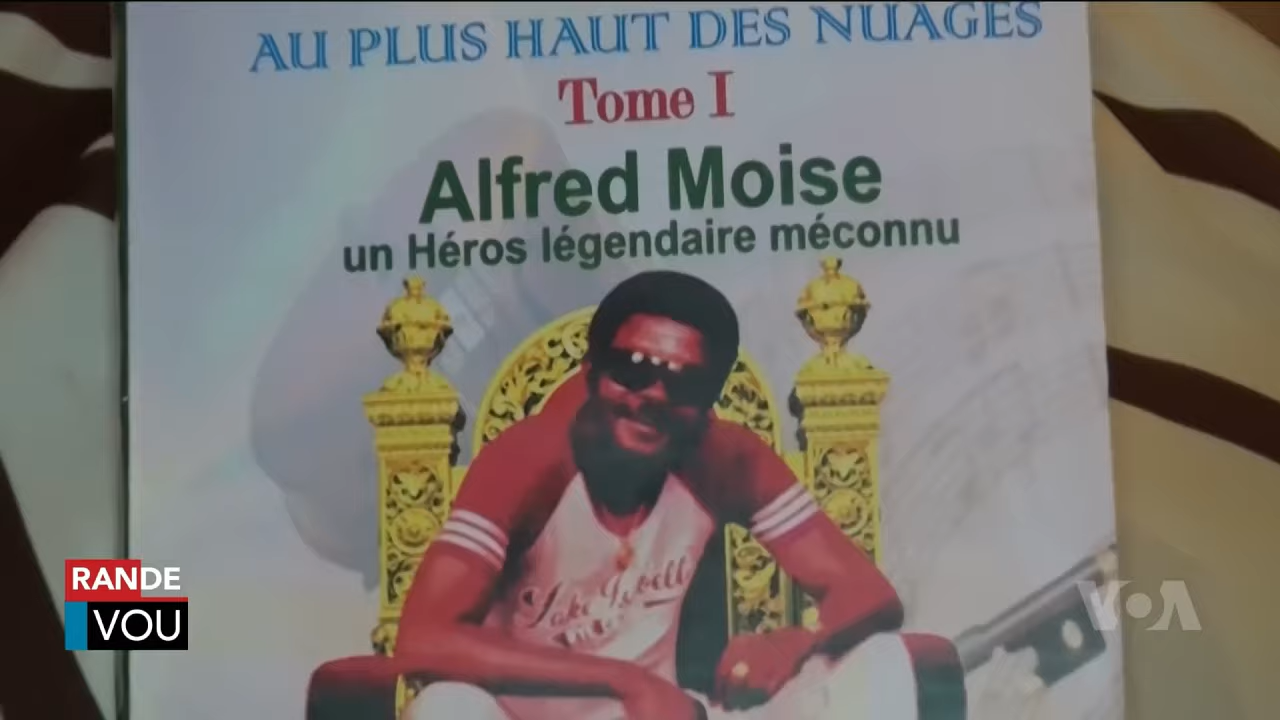 AU PLUS HAUT DES NUAGES
Tome I
Alfred Moise
un Héros légendaire méconnu
RANDE
VOU
VOA